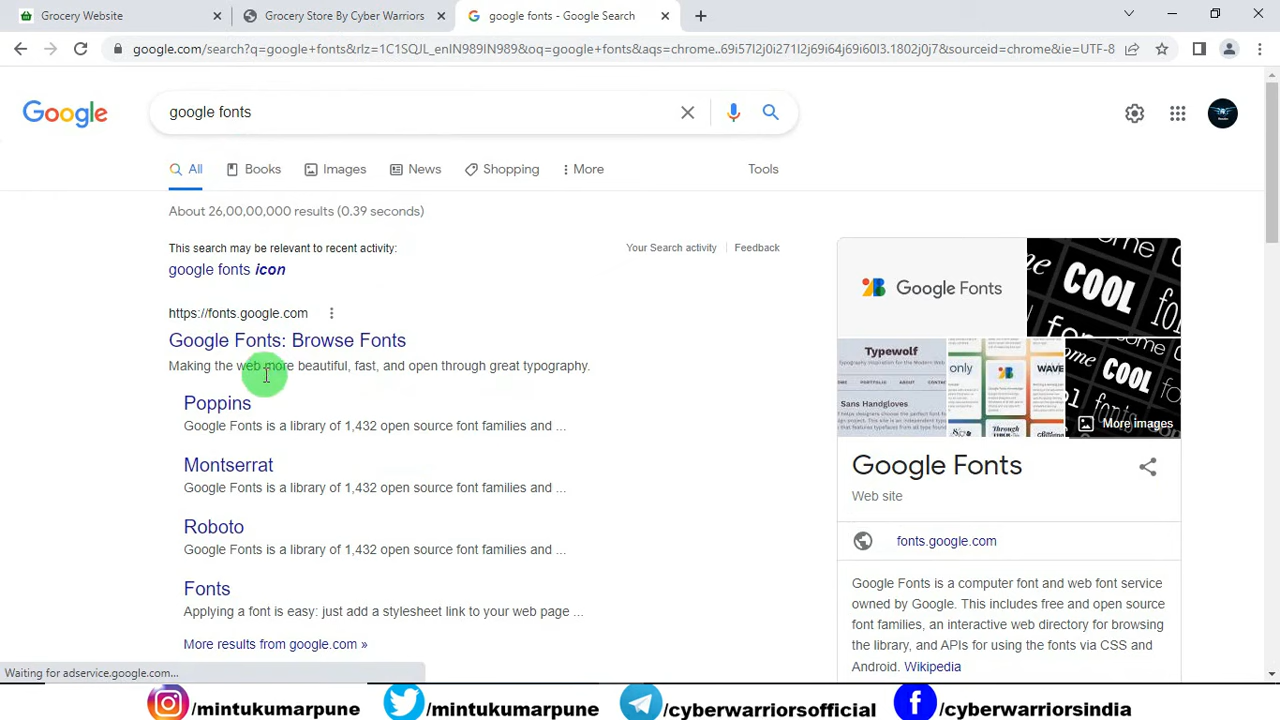 Grocery Website
Grocery Store By Cyber Warriors
google fonts - Google Search
google.com/search?q=google+fonts&rlz=1C1SQJL_enIN989IN989&oq=google+fonts&aqs=chrome..69i57l2j0i271l2j69i64j69i60l3.1802j0j7&sourceid=chrome&ie=UTF-8
Google
google fonts
All Books Images News Shopping More Tools
About 26,00,00,000 results (0.39 seconds)
This search may be relevant to recent activity:
Your Search activity Feedback
google fonts icon
https://fonts.google.com
Google Fonts: Browse Fonts
Making the web more beautiful, fast, and open through great typography.
Poppins
Google Fonts is a library of 1,432 open source font families and ...
Montserrat
Google Fonts is a library of 1,432 open source font families and ...
Roboto
Google Fonts is a library of 1,432 open source font families and ...
Fonts
Applying a font is easy: just add a stylesheet link to your web page ...
More results from google.com »
Google Fonts
COOL
Typewolf
Sans Handgloves
only
WAVE
COOL
More images
Google Fonts
Web site
fonts.google.com
Google Fonts is a computer font and web font service
owned by Google. This includes free and open source
font families, an interactive web directory for browsing
the library, and APIs for using the fonts via CSS and
Android. Wikipedia
Waiting for adservice.google.com...
/mintukumarpune
/mintukumarpune
/cyberwarriorsofficial
/cyberwarriorsindia